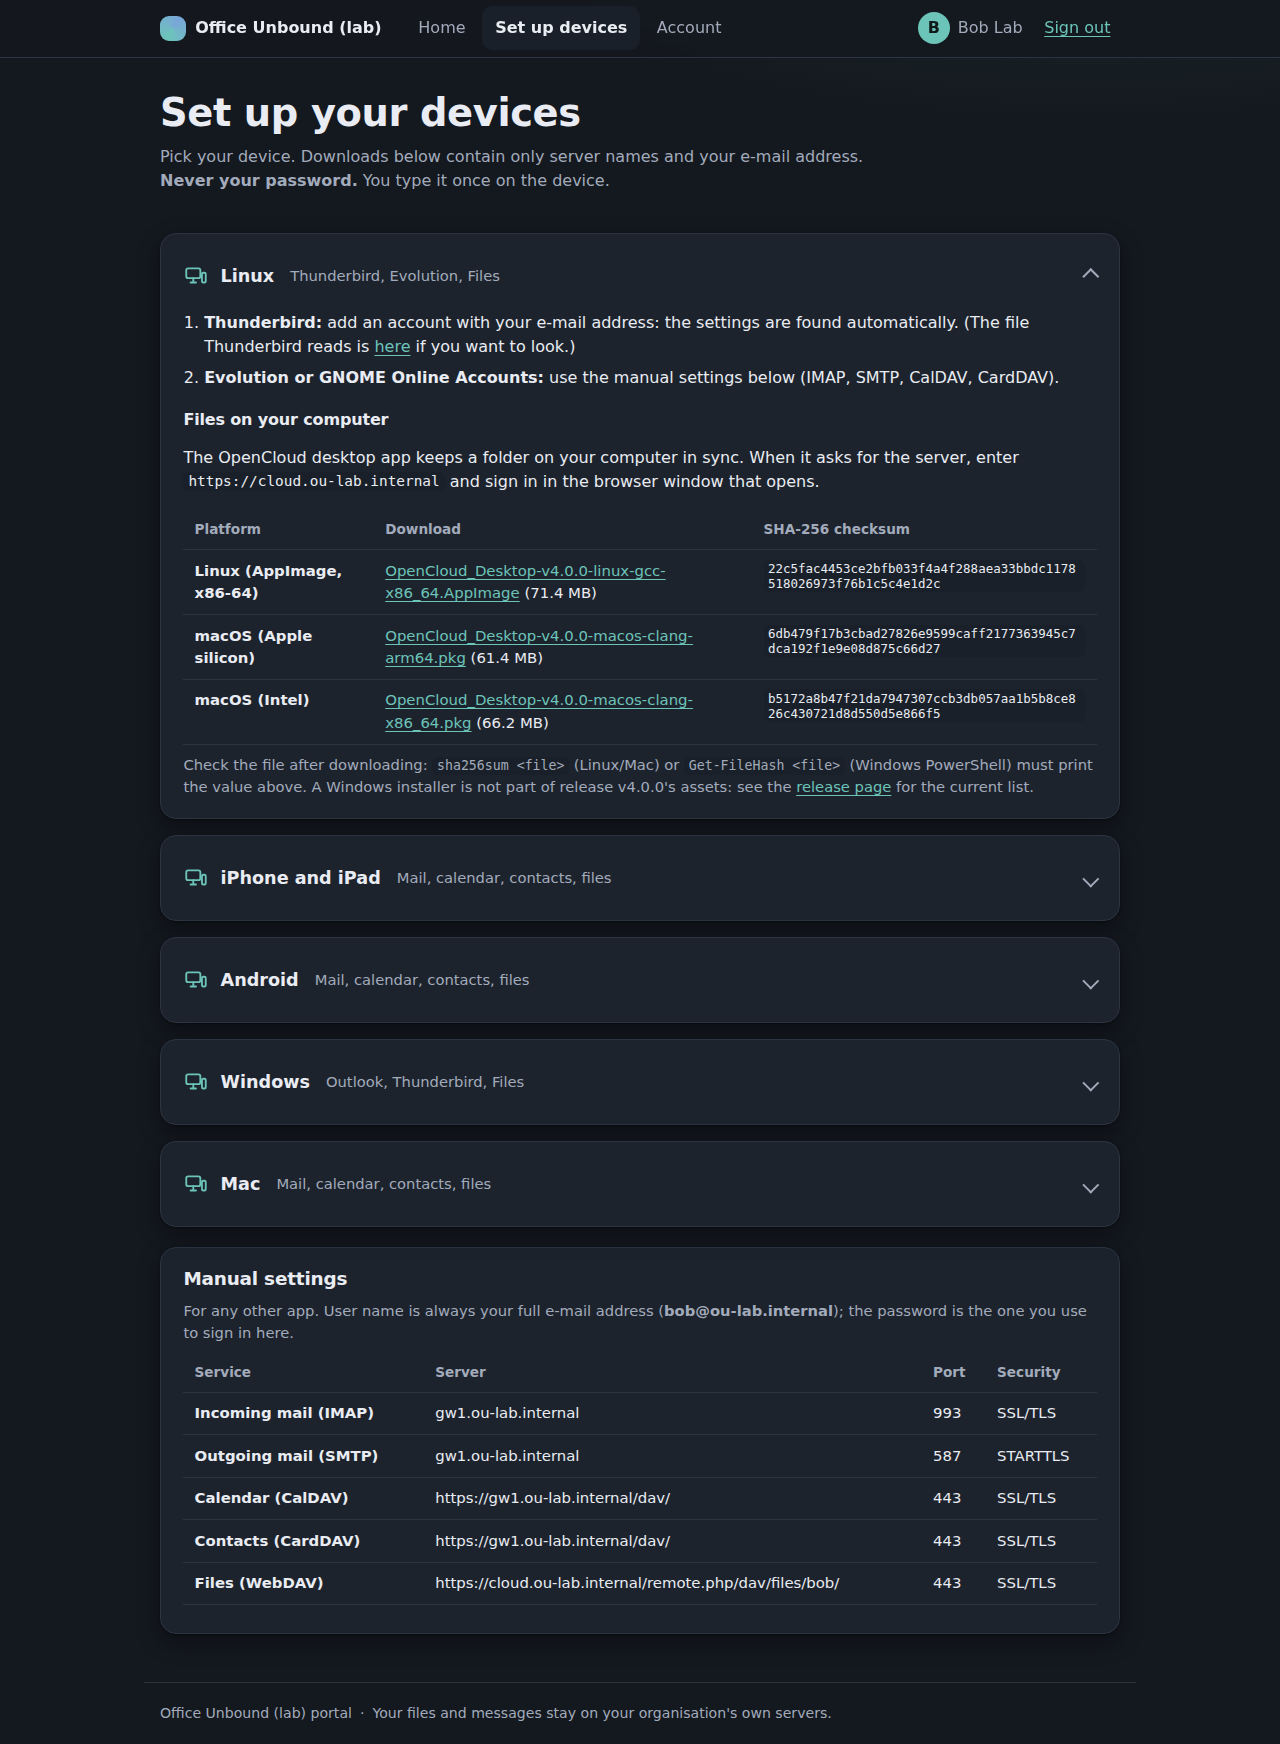 Office Unbound (lab) Home Set up devices Account B Bob Lab Sign out
Set up your devices
Pick your device. Downloads below contain only server names and your e-mail address.
Never your password. You type it once on the device.
Linux Thunderbird, Evolution, Files
1. Thunderbird: add an account with your e-mail address: the settings are found automatically. (The file
Thunderbird reads is here if you want to look.)
2. Evolution or GNOME Online Accounts: use the manual settings below (IMAP, SMTP, CalDAV, CardDAV).
Files on your computer
The OpenCloud desktop app keeps a folder on your computer in sync. When it asks for the server, enter
https://cloud.ou-lab.internal and sign in in the browser window that opens.
Platform Download SHA-256 checksum
Linux (AppImage, OpenCloud_Desktop-v4.0.0-linux-gcc- 22c5fac4453ce2bfb033f4a4f288aea33bbdc1178
x86-64) x86_64.AppImage (71.4 MB) 518026973f76b1c5c4e1d2c
macOS (Apple OpenCloud_Desktop-v4.0.0-macos-clang- 6db479f17b3cbad27826e9599caff2177363945c7
silicon) arm64.pkg (61.4 MB) dca192f1e9e08d875c66d27
macOS (Intel) OpenCloud_Desktop-v4.0.0-macos-clang- b5172a8b47f21da7947307ccb3db057aa1b5b8ce8
x86_64.pkg (66.2 MB) 26c430721d8d550d5e866f5
Check the file after downloading: sha256sum <file> (Linux/Mac) or Get-FileHash <file> (Windows PowerShell) must print
the value above. A Windows installer is not part of release v4.0.0's assets: see the release page for the current list.
iPhone and iPad Mail, calendar, contacts, files
Android Mail, calendar, contacts, files
Windows Outlook, Thunderbird, Files
Mac Mail, calendar, contacts, files
Manual settings
For any other app. User name is always your full e-mail address (bob@ou-lab.internal); the password is the one you use
to sign in here.
Service Server Port Security
Incoming mail (IMAP) gw1.ou-lab.internal 993 SSL/TLS
Outgoing mail (SMTP) gw1.ou-lab.internal 587 STARTTLS
Calendar (CalDAV) https://gw1.ou-lab.internal/dav/ 443 SSL/TLS
Contacts (CardDAV) https://gw1.ou-lab.internal/dav/ 443 SSL/TLS
Files (WebDAV) https://cloud.ou-lab.internal/remote.php/dav/files/bob/ 443 SSL/TLS
Office Unbound (lab) portal · Your files and messages stay on your organisation's own servers.